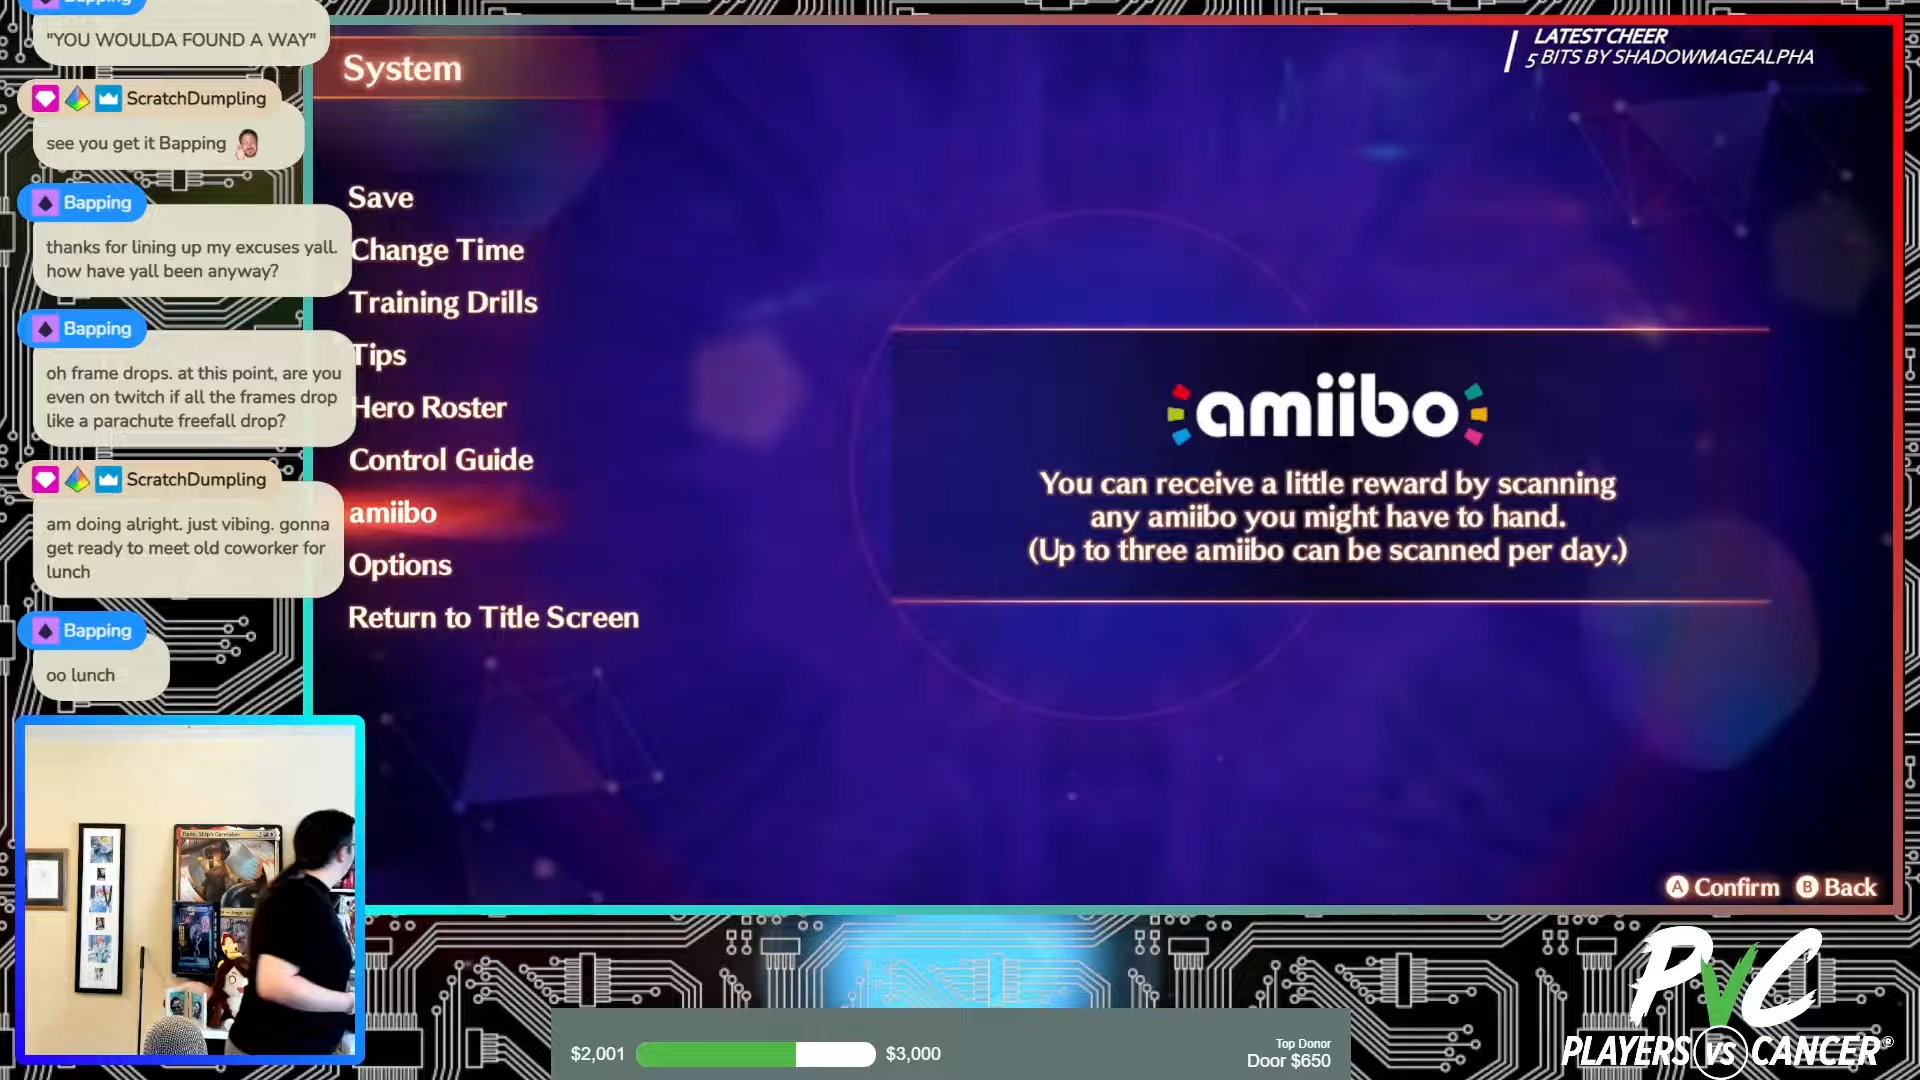 Bapping
"YOU WOULDA FOUND A WAY"
ScratchDumpling
see you get it Bapping
Bapping
thanks for lining up my excuses yall.
how have yall been anyway?
Bapping
oh frame drops. at this point, are you
even on twitch if all the frames drop
like a parachute freefall drop?
ScratchDumpling
am doing alright. just vibing. gonna
get ready to meet old coworker for
lunch
Bapping
oo lunch
System
Save
Change Time
Training Drills
Tips
Hero Roster
Control Guide
amiibo
Options
Return to Title Screen
LATEST CHEER
5 BITS BY SHADOWMAGEALPHA
amiibo
You can receive a little reward by scanning
any amiibo you might have to hand.
(Up to three amiibo can be scanned per day.)
A Confirm B Back
$2,001
$3,000
Top Donor
Door $650
PVC
PLAYERS VS CANCER®